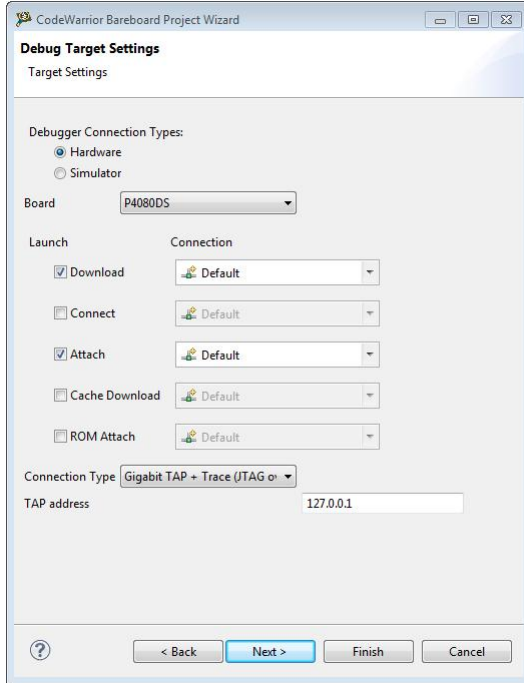 CodeWarrior Bareboard Project Wizard
Debug Target Settings
Target Settings
Debugger Connection Types:
Hardware
Simulator
Board P4080DS
Launch Connection
Download Default
Connect Default
Attach Default
Cache Download Default
ROM Attach Default
Connection Type Gigabit TAP + Trace (JTAG o
TAP address 127.0.0.1
? < Back Next > Finish Cancel